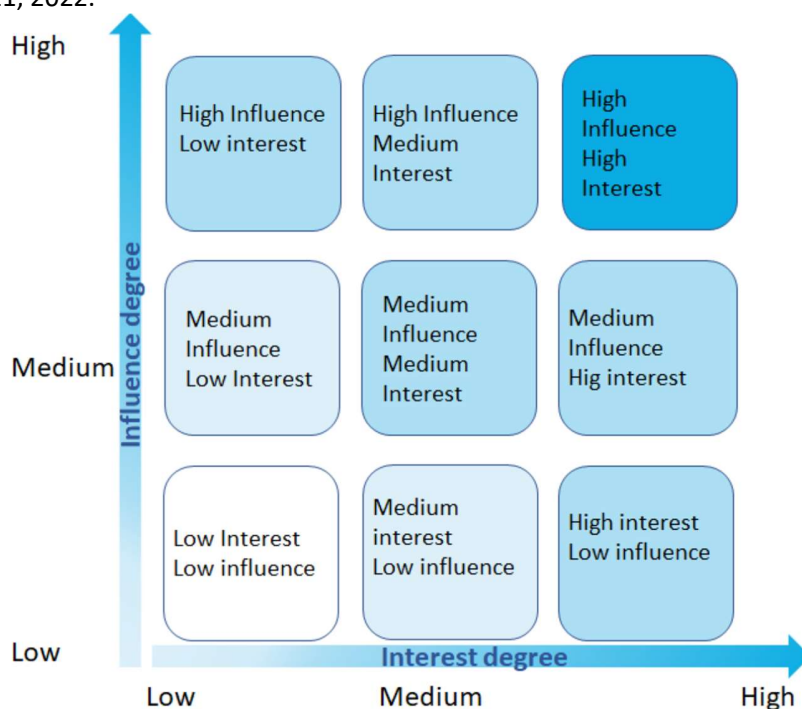 21, 2022.
High
High Influence
Low interest
High Influence
Medium
Interest
High
Influence
High
Interest
Influence degree
Medium
Medium
Influence
Low Interest
Medium
Influence
Medium
Interest
Medium
Influence
Hig interest
Low Interest
Low influence
Medium
interest
Low influence
High interest
Low influence
Low
Interest degree
Low
Medium
High